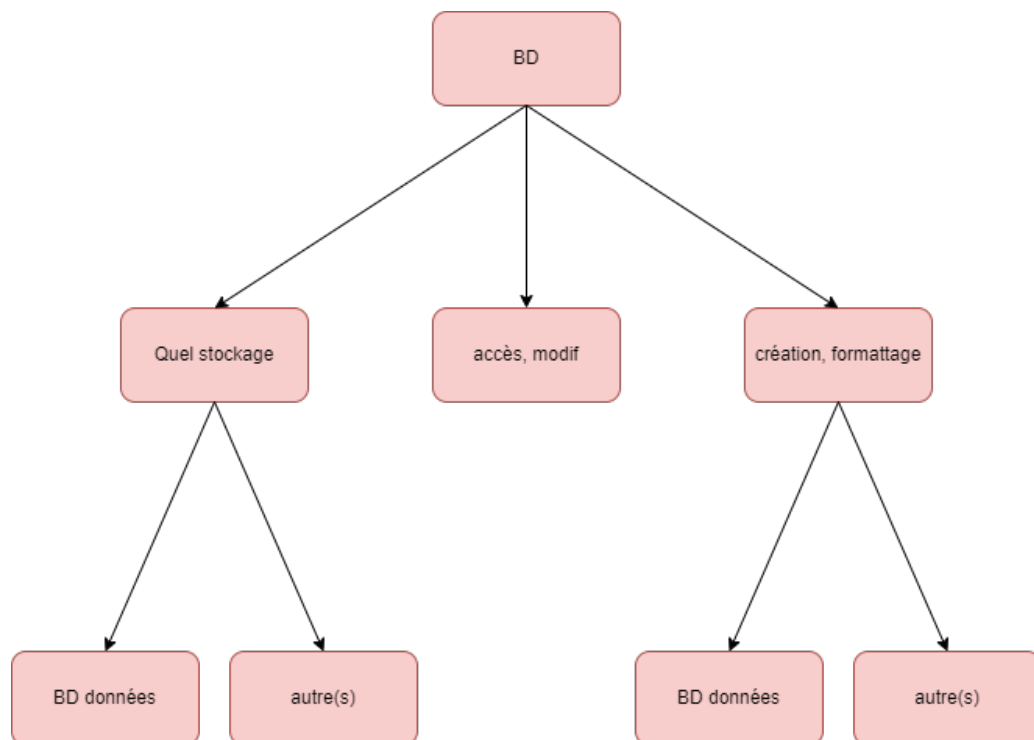 BD
Quel stockage
accès, modif
création, formattage
BD données
autre(s)
BD données
autre(s)